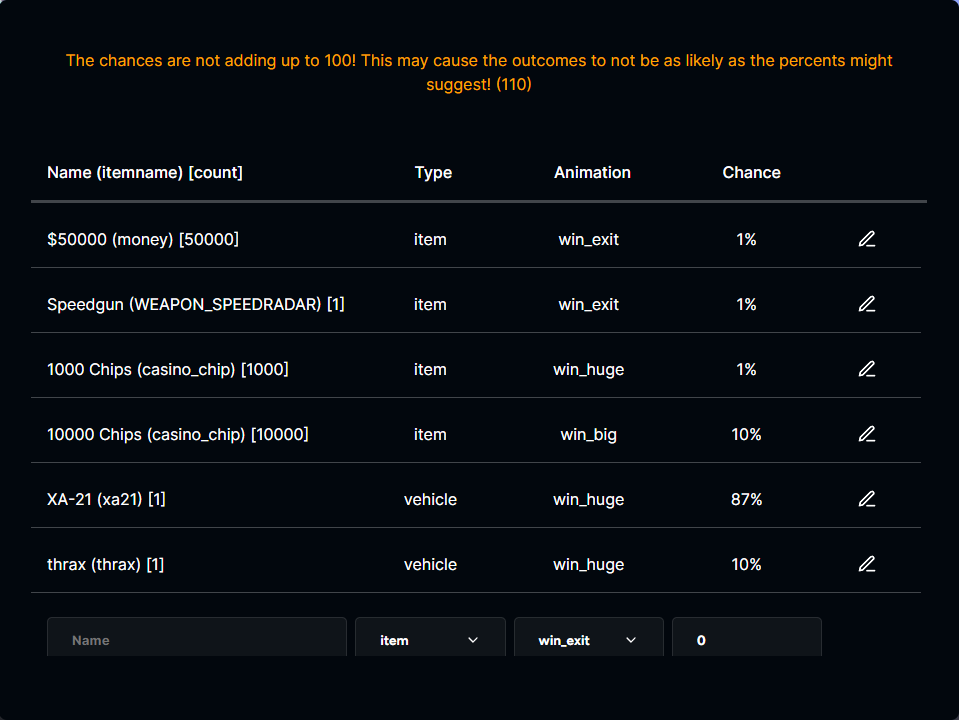 The chances are not adding up to 100! This may cause the outcomes to not be as likely as the percents might
suggest! (110)
Name (itemname) [count] Type Animation Chance
$50000 (money) [50000] item win_exit 1%
Speedgun (WEAPON_SPEEDRADAR) [1] item win_exit 1%
1000 Chips (casino_chip) [1000] item win_huge 1%
10000 Chips (casino_chip) [10000] item win_big 10%
XA-21 (xa21) [1] vehicle win_huge 87%
thrax (thrax) [1] vehicle win_huge 10%
Name item win_exit 0